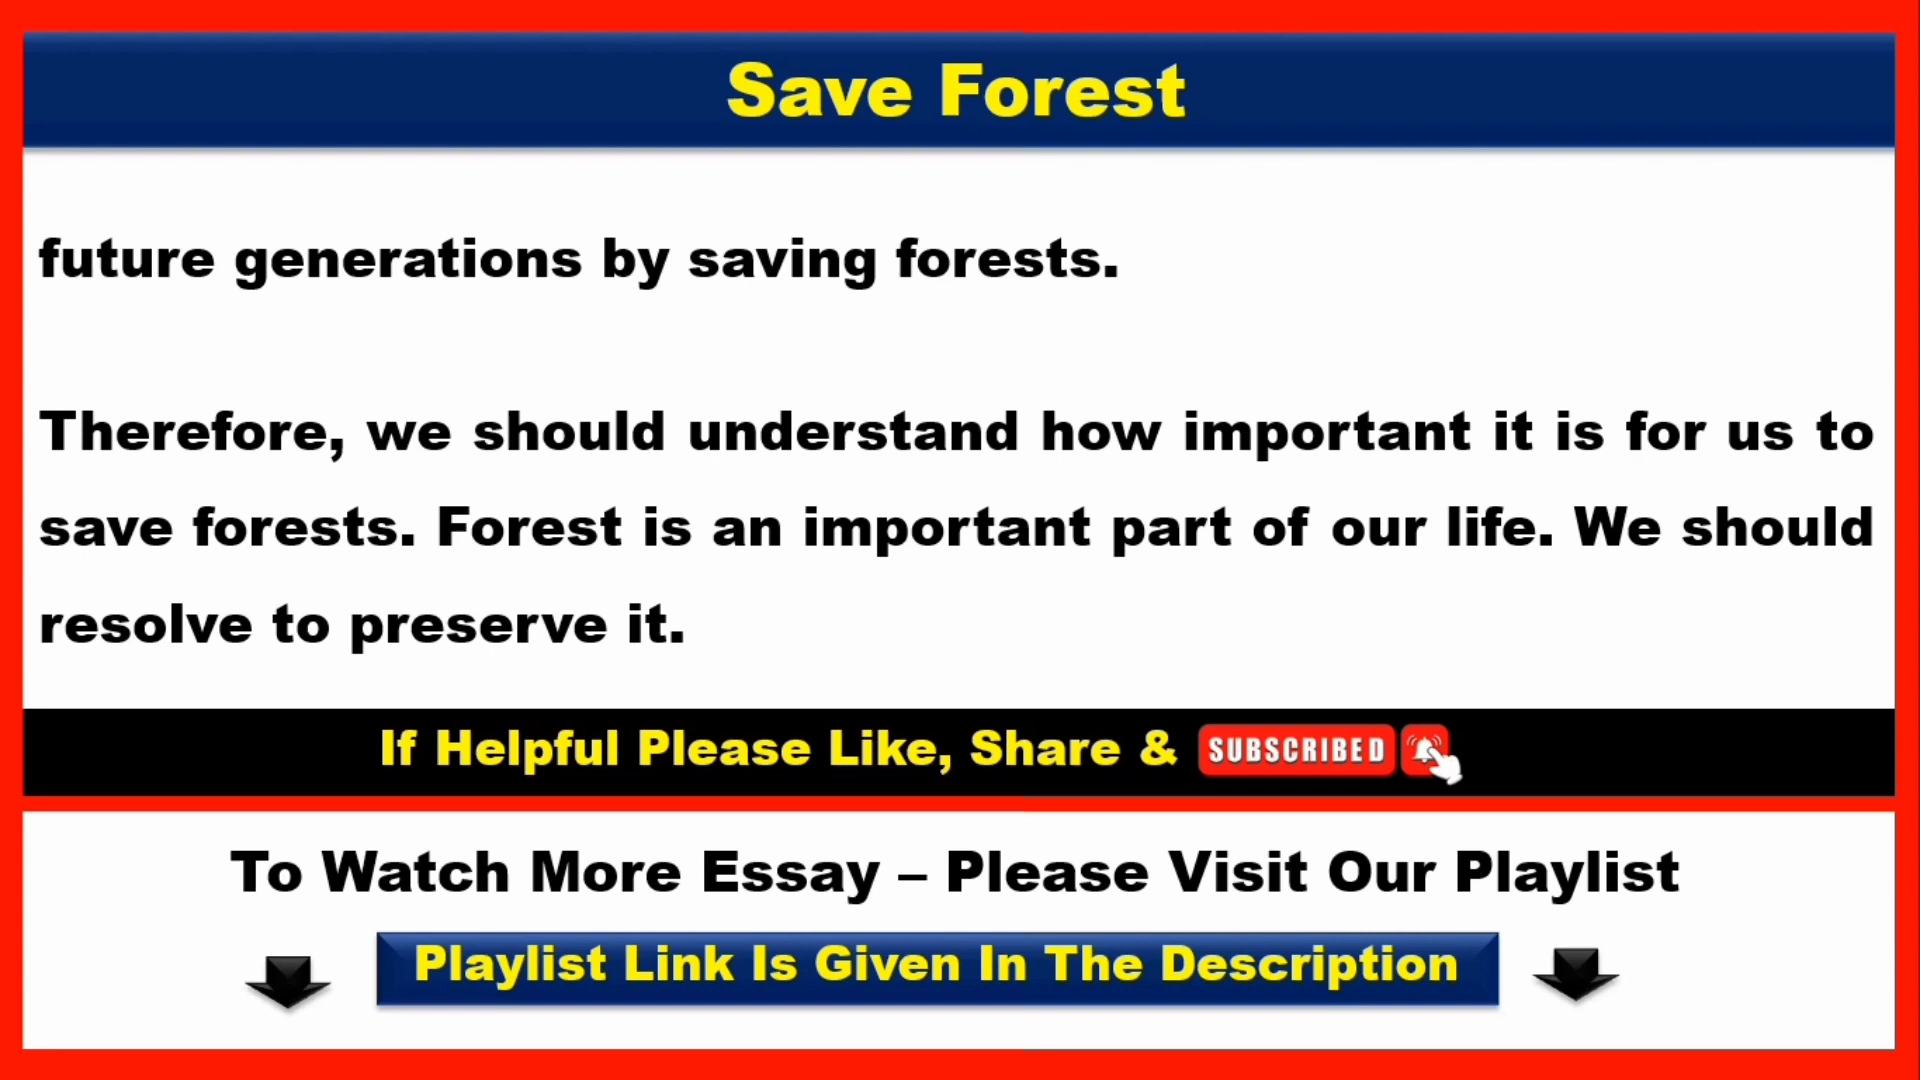 Save Forest
future generations by saving forests.
Therefore, we should understand how important it is for us to
save forests. Forest is an important part of our life. We should
resolve to preserve it.
If Helpful Please Like, Share & SUBSCRIBED
To Watch More Essay – Please Visit Our Playlist
Playlist Link Is Given In The Description